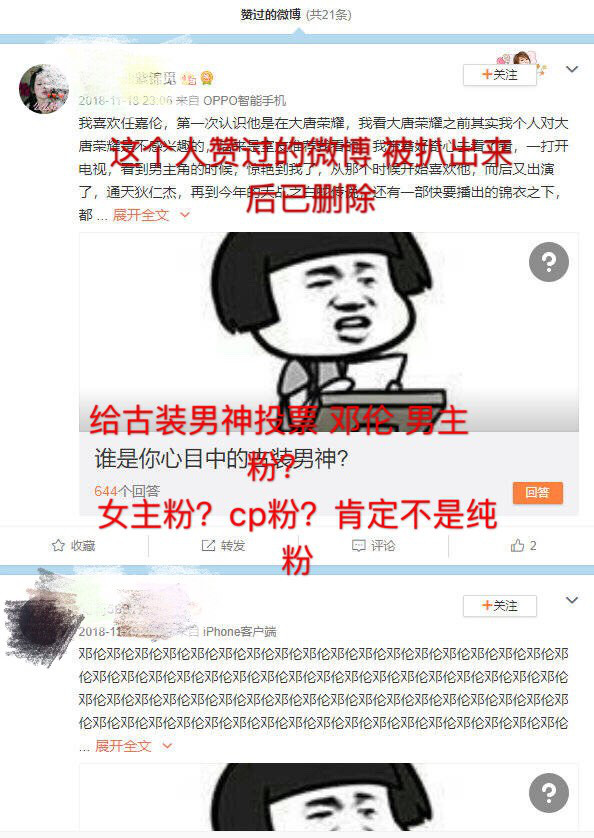 赞过的微博 (共21条)
+关注
2018-11-18 23:06 来自 OPPO智能手机
我喜欢任嘉伦，第一次认识他是在大唐荣耀，我看大唐荣耀之前其实我个人对大
唐荣耀
这个人赞过的微博 被扒出来
一打开
电视，看到男主角的时候，惊艳到我了，从那个时候开始喜欢他，而后又出演
后已删除
了，通天狄仁杰，再到今年的
还有一部快要播出的锦衣之下，
都 ... 展开全文
给古装男神投票 邓伦 男主
粉？
谁是你心目中的古装男神?
644个回答
回答
女主粉？cp粉？肯定不是纯
粉
收藏
转发
评论
2
+关注
2018-11
来自 iPhone客户端
邓伦邓伦邓伦邓伦邓伦邓伦邓伦邓伦邓伦邓伦邓伦邓伦邓伦邓伦邓伦邓伦邓伦邓
伦邓伦邓伦邓伦邓伦邓伦邓伦邓伦邓伦邓伦邓伦邓伦邓伦邓伦邓伦邓伦邓伦邓伦
邓伦邓伦邓伦邓伦邓伦邓伦邓伦邓伦邓伦邓伦邓伦邓伦邓伦邓伦邓伦邓伦邓伦邓
伦邓伦邓伦邓伦邓伦邓伦邓伦邓伦邓伦邓伦邓伦邓伦邓伦邓伦邓伦邓伦邓伦邓伦
... 展开全文